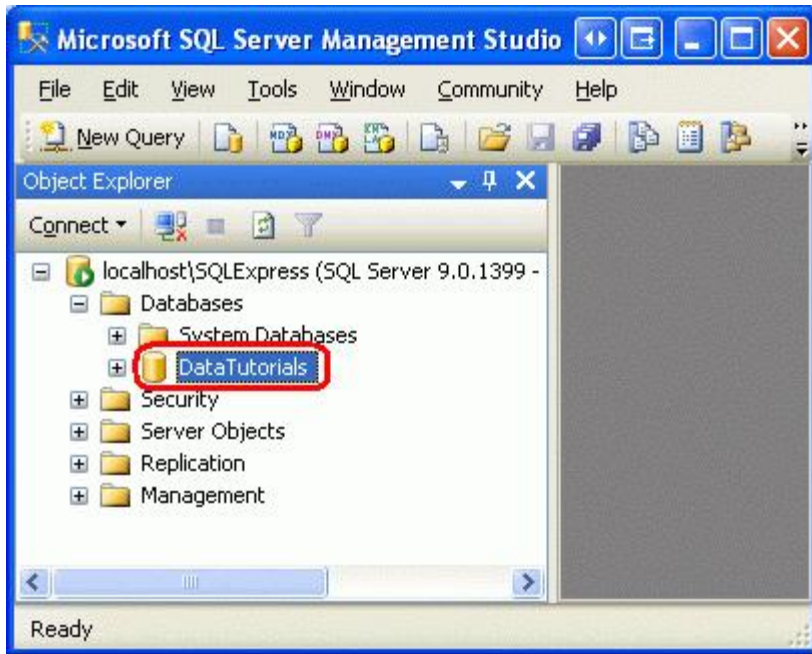 Microsoft SQL Server Management Studio
File Edit View Tools Window Community Help
New Query
Object Explorer
Connect
localhost\SQLExpress (SQL Server 9.0.1399 -
Databases
System Databases
DataTutorials
Security
Server Objects
Replication
Management
Ready